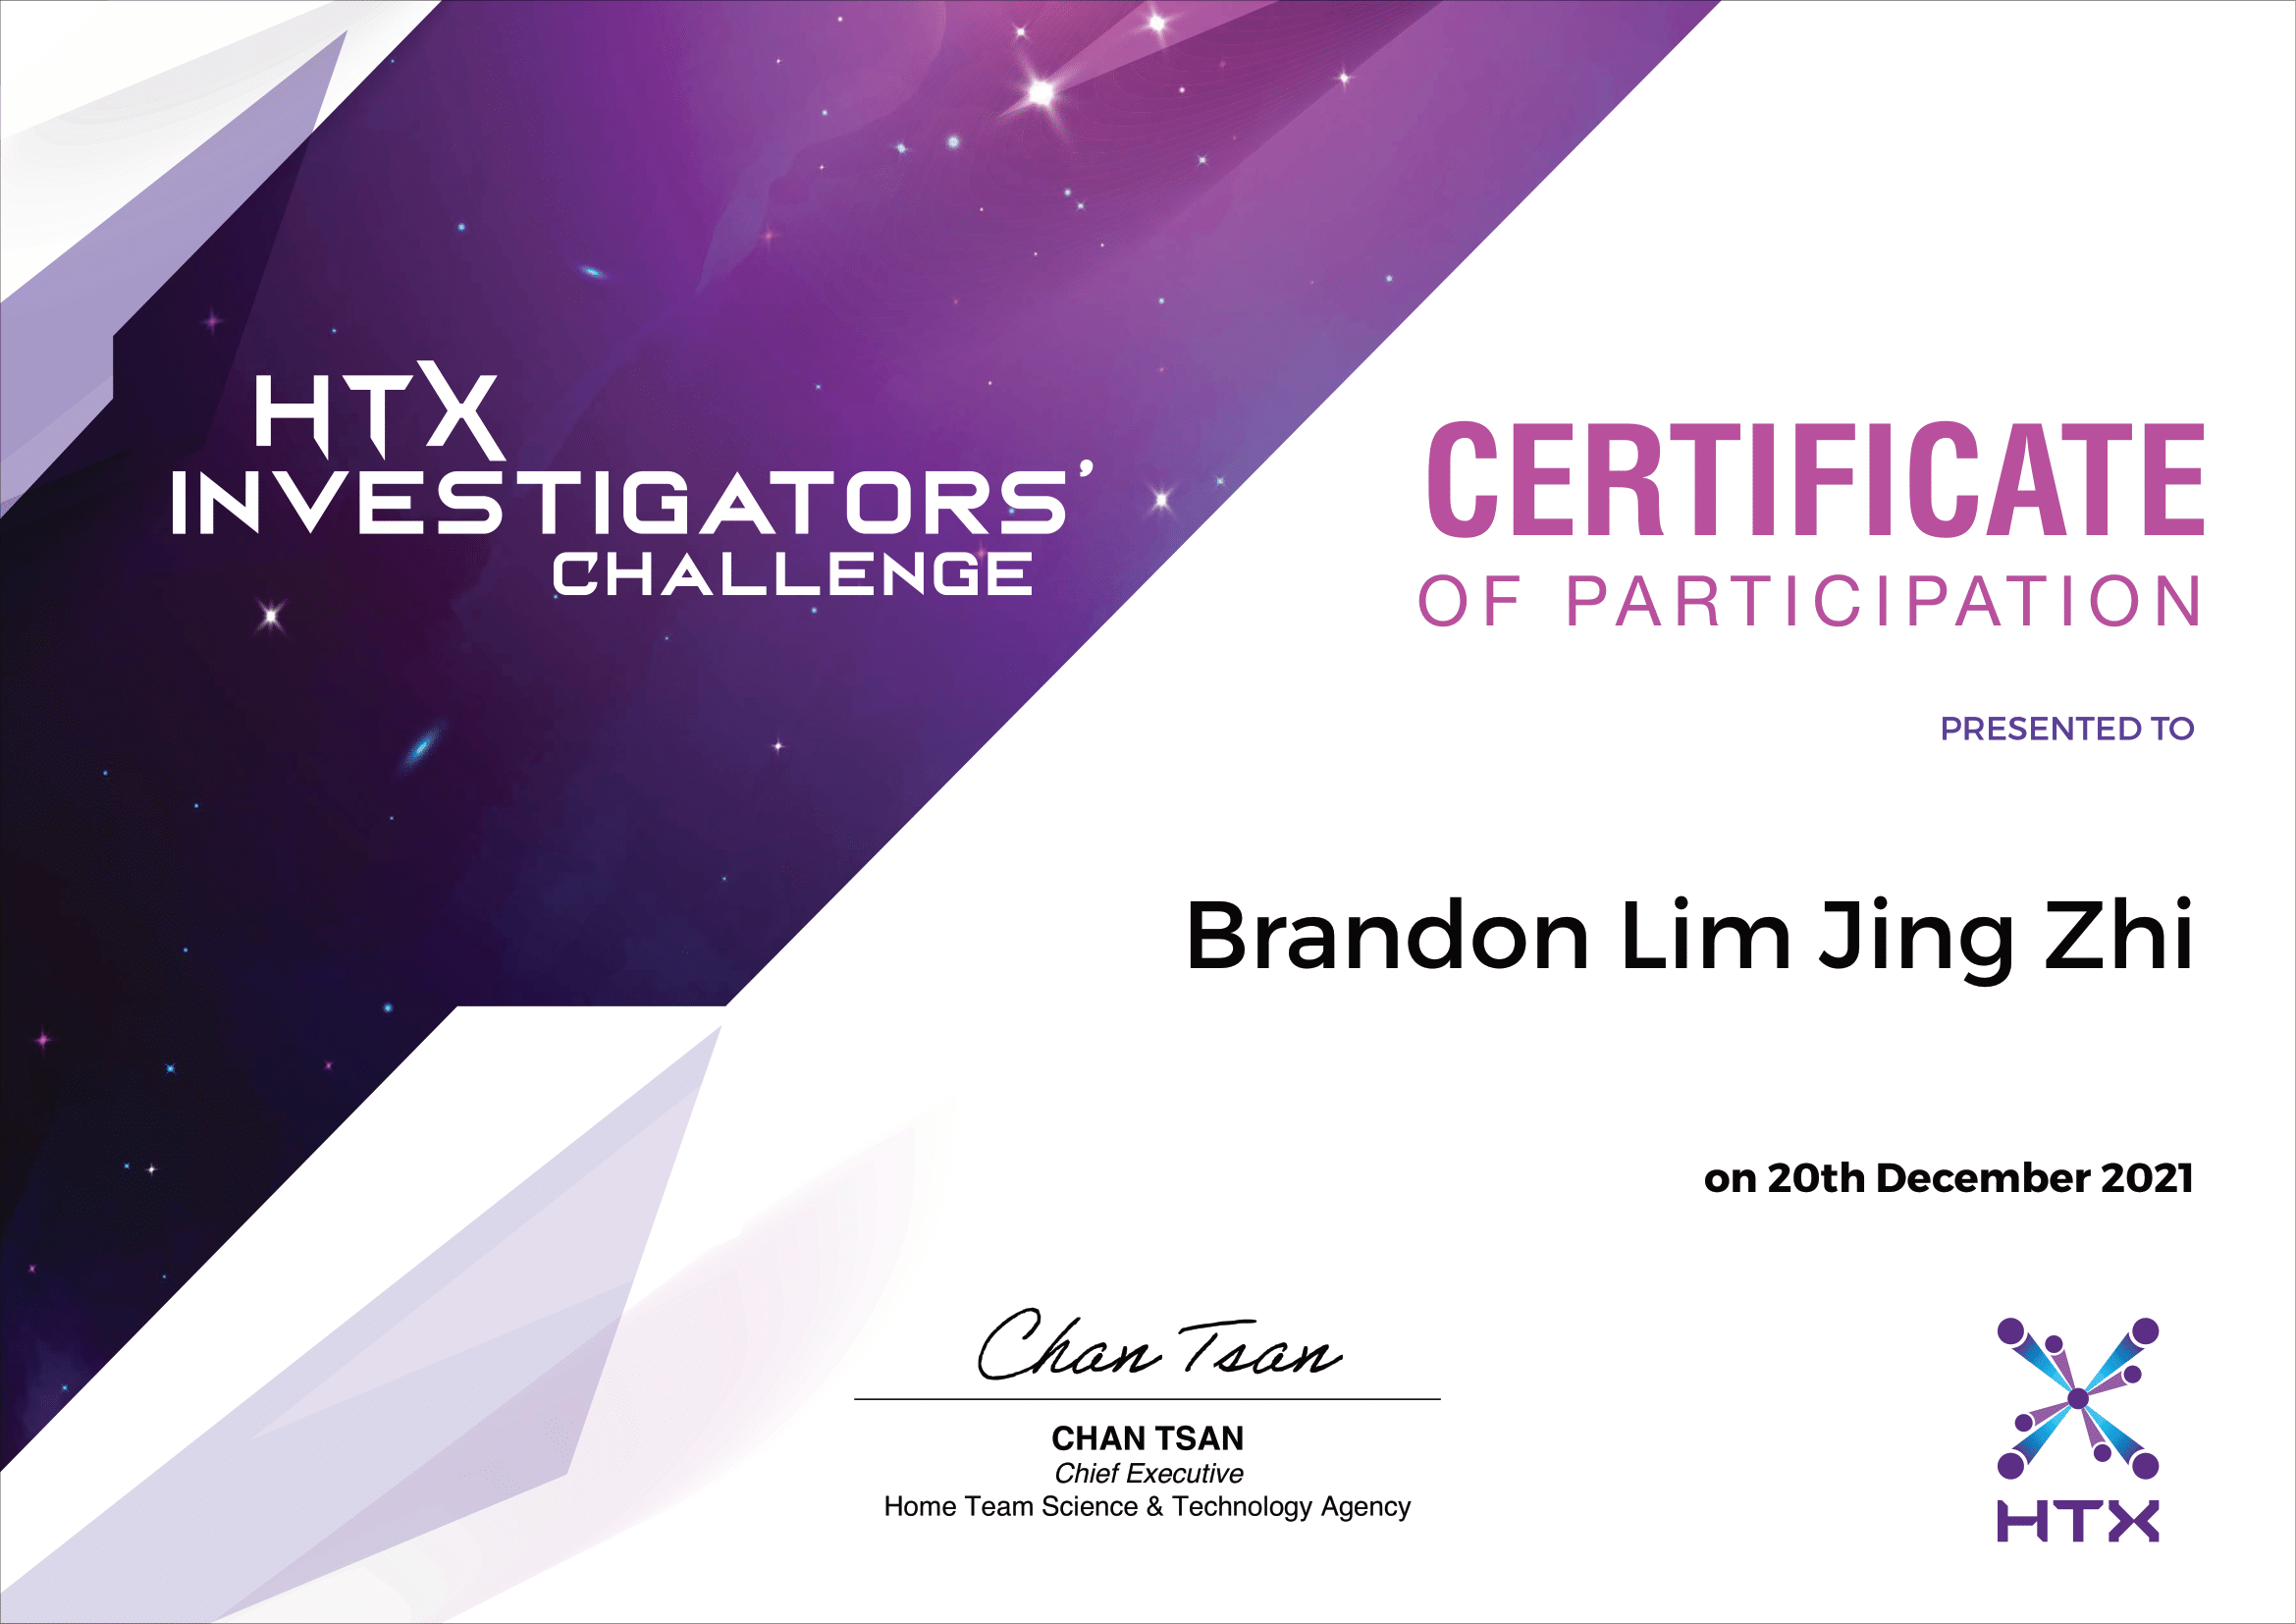 HTX
INVESTIGATORS'
CHALLENGE
CERTIFICATE
OF PARTICIPATION
PRESENTED TO
Brandon Lim Jing Zhi
on 20th December 2021
Chan Tsan
CHAN TSAN
Chief Executive
Home Team Science & Technology Agency
HTX